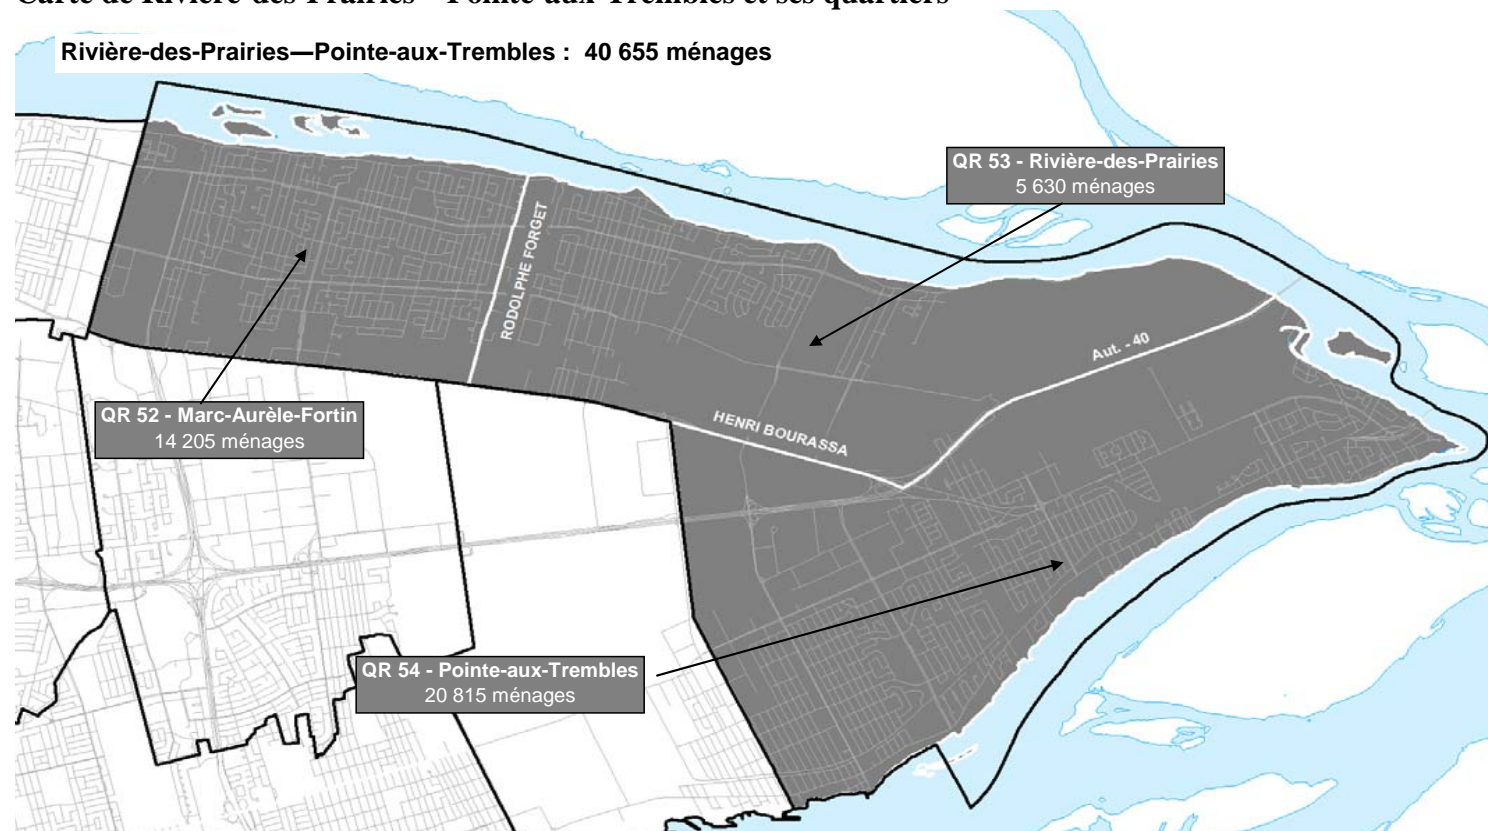 Carte de Rivière-des-Prairies – Pointe-aux-Trembles et ses quartiers
Rivière-des-Prairies—Pointe-aux-Trembles : 40 655 ménages
QR 53 - Rivière-des-Prairies
5 630 ménages
RODOLPHE FORGET
Aut. - 40
QR 52 - Marc-Aurèle-Fortin
14 205 ménages
HENRI BOURASSA
QR 54 - Pointe-aux-Trembles
20 815 ménages